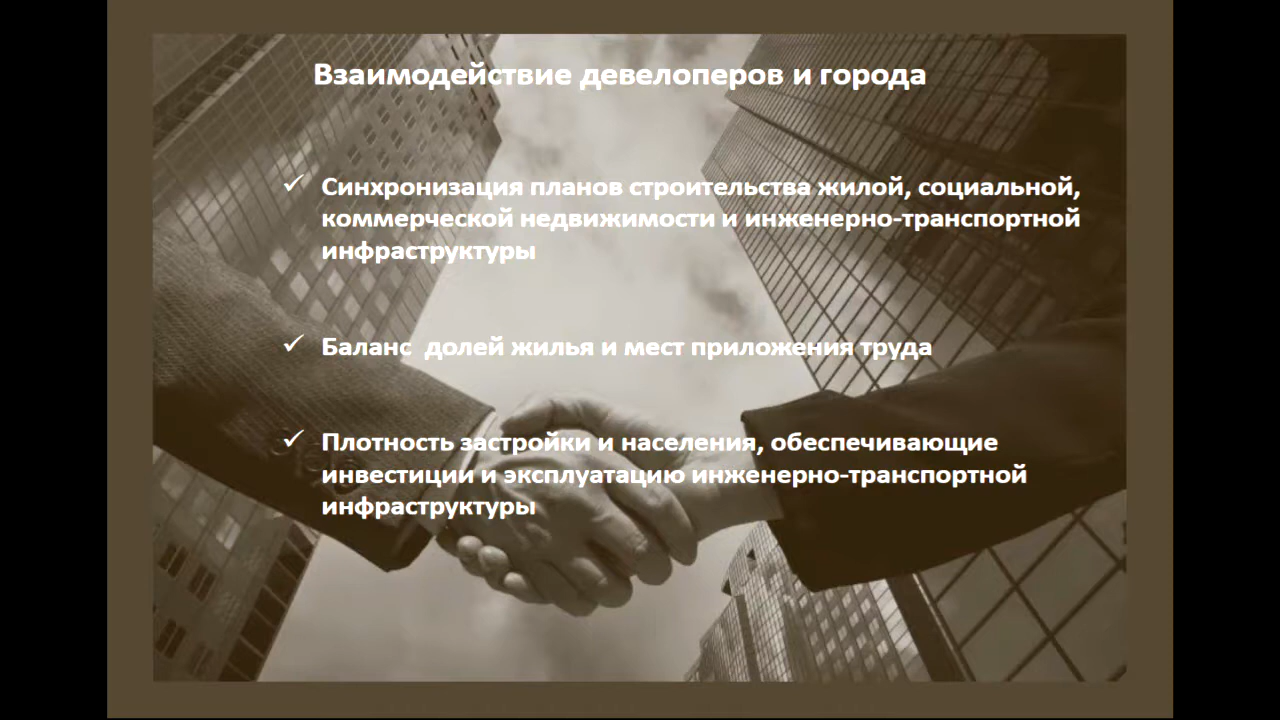 Взаимодействие девелоперов и города
✓ Синхронизация планов строительства жилой, социальной,
коммерческой недвижимости и инженерно-транспортной
инфраструктуры
✓ Баланс долей жилья и мест приложения труда
✓ Плотность застройки и населения, обеспечивающие
инвестиции и эксплуатацию инженерно-транспортной
инфраструктуры